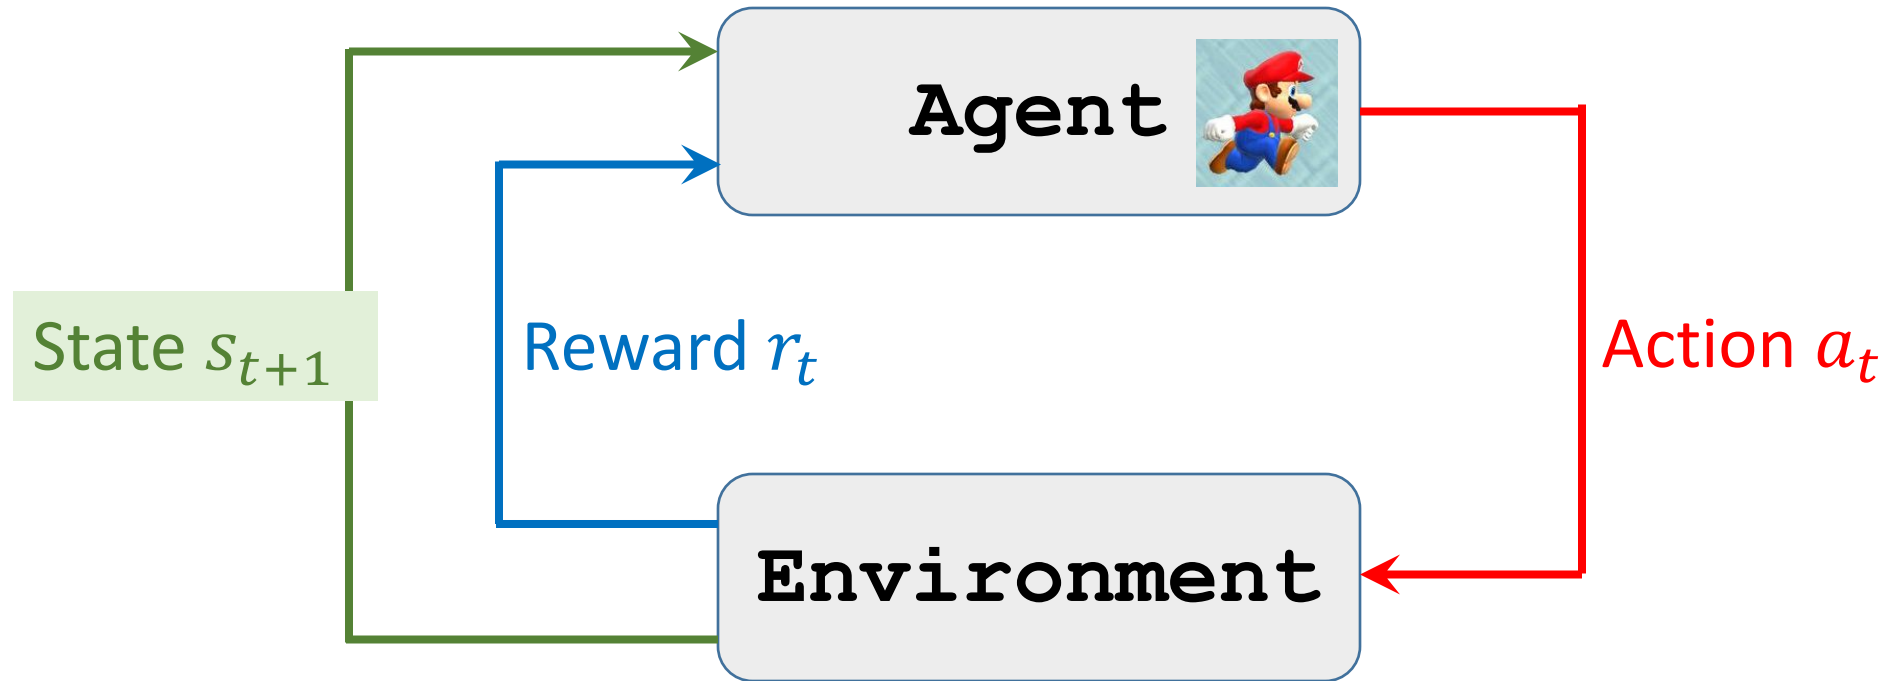 Agent
State $s_{t+1}$
Reward $r_t$
Action $a_t$
Environment